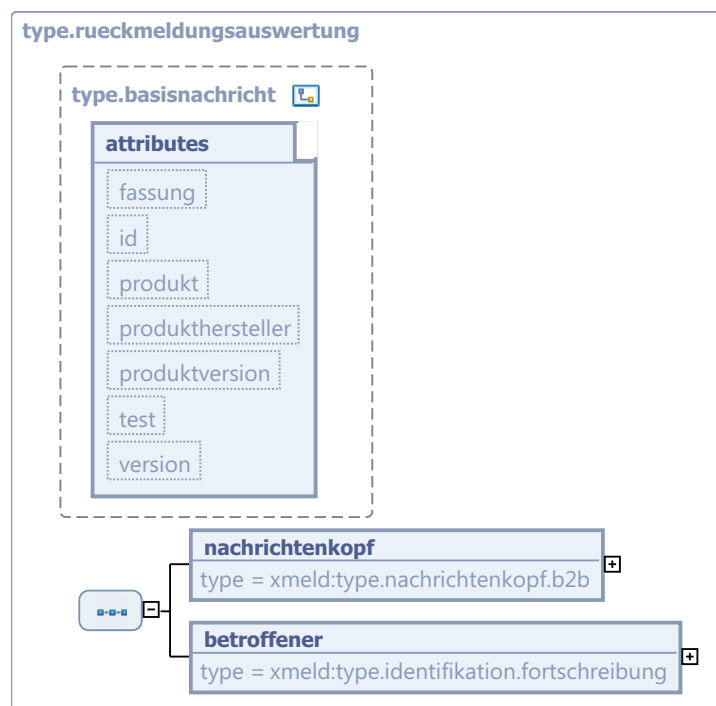 type.rueckmeldungsauswertung
type.basisnachricht
attributes
fassung
id
produkt
produkthersteller
produktversion
test
version
nachrichtenkopf
type = xmeld:type.nachrichtenkopf.b2b
betroffener
type = xmeld:type.identifikation.fortschreibung